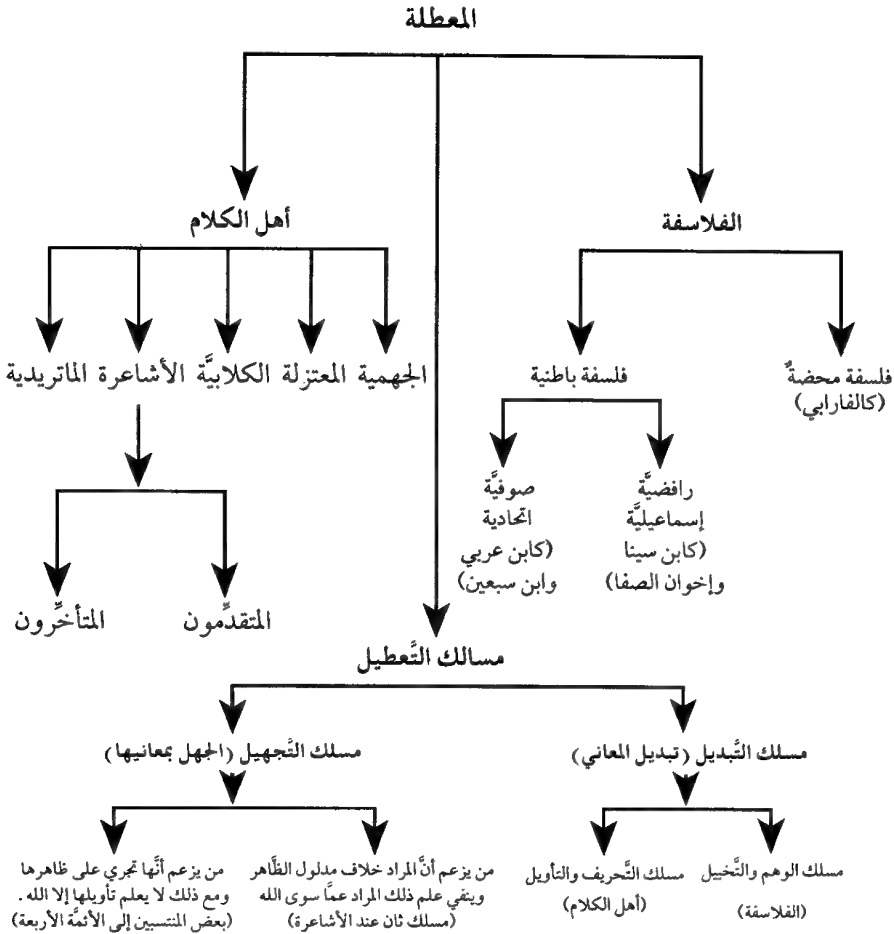 المعطلة
الفلاسفة
أهل الكلام
فلسفة محضةٌ
(كالفارابي)
فلسفة باطنية
رافضيَّة
إسماعيليَّة
(كابن سينا
وإخوان الصفا)
صوفيَّة
اتحادية
(كابن عربي
وابن سبعين)
الجهمية
المعتزلة
الكلابيَّة
الأشاعرة
الماتريدية
المتقدِّمون
المتأخِّرون
مسالك التَّعطيل
مسلك التَّبديل (تبديل المعاني)
مسلك الوهم والتَّخييل
(الفلاسفة)
مسلك التَّحريف والتأويل
(أهل الكلام)
مسلك التَّجهيل (الجهل بمعانيها)
من يزعم أنَّ المراد خلاف مدلول الظَّاهر
وينفي علم ذلك المراد عمَّا سوى الله
(مسلك ثان عند الأشاعرة)
من يزعم أنَّها تجري على ظاهرها
ومع ذلك لا يعلم تأويلها إلا الله .
(بعض المنتسبين إلى الأئمَّة الأربعة)